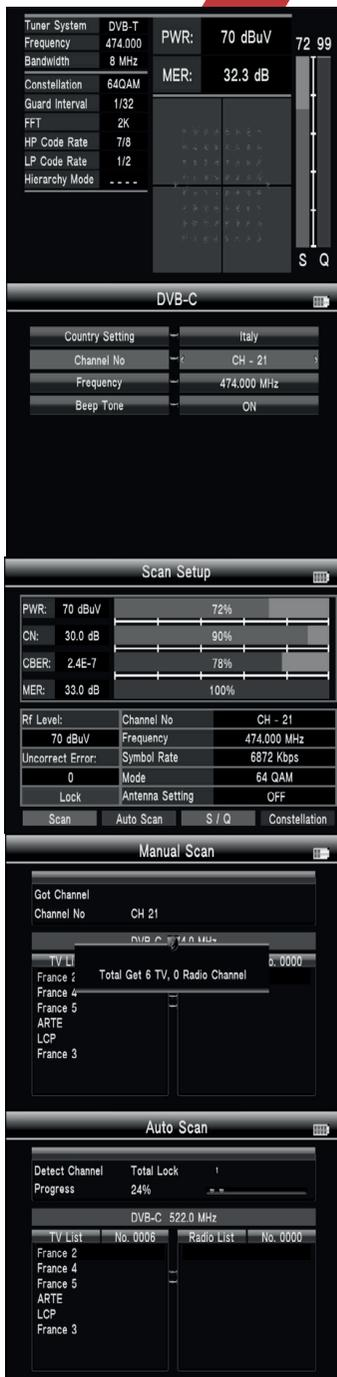 Tuner System DVB-T
Frequency 474.000
Bandwidth 8 MHz
Constellation 64QAM
Guard Interval 1/32
FFT 2K
HP Code Rate 7/8
LP Code Rate 1/2
Hierarchy Mode - - - -
PWR: 70 dBuV
MER: 32.3 dB
72 99
S Q
DVB-C
Country Setting Italy
Channel No CH - 21
Frequency 474.000 MHz
Beep Tone ON
Scan Setup
PWR: 70 dBuV 72%
CN: 30.0 dB 90%
CBER: 2.4E-7 78%
MER: 33.0 dB 100%
Rf Level: Channel No CH - 21
70 dBuV Frequency 474.000 MHz
Uncorrect Error: Symbol Rate 6872 Kbps
0 Mode 64 QAM
Lock Antenna Setting OFF
Scan Auto Scan S / Q Constellation
Manual Scan
Got Channel
Channel No CH 21
DVB-C MHz
TV Li o. 0000
Total Get 6 TV, 0 Radio Channel
France 2
France 4
France 5
ARTE
LCP
France 3
Auto Scan
Detect Channel Total Lock 1
Progress 24%
DVB-C 522.0 MHz
TV List No. 0006 Radio List No. 0000
France 2
France 4
France 5
ARTE
LCP
France 3